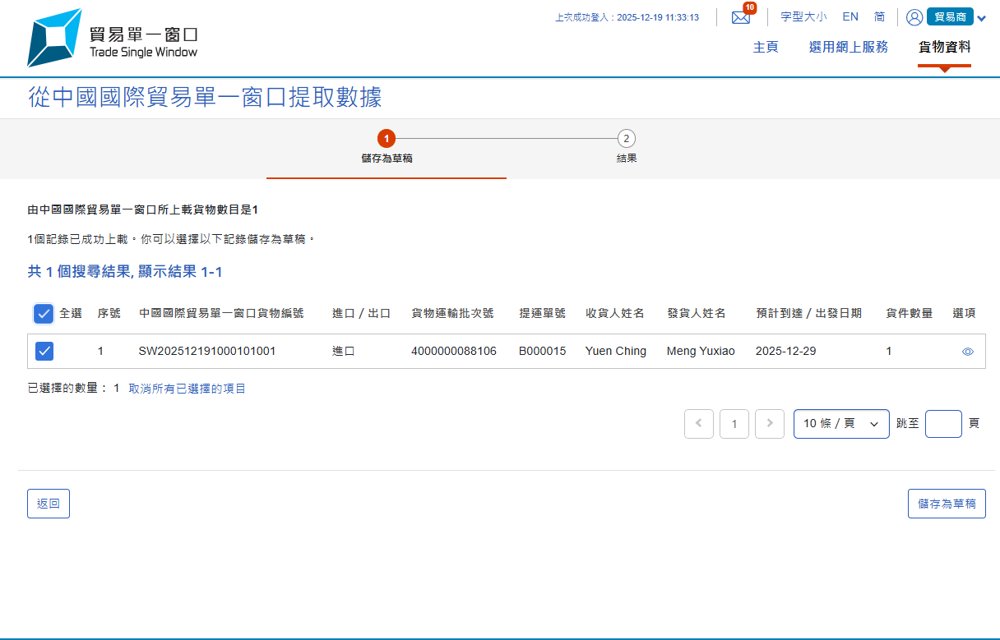 上次成功登入：2025-12-19 11:33:13
10
字型大小 EN 简 貿易商
貿易單一窗口
Trade Single Window
主頁 選用網上服務 貨物資料
從中國國際貿易單一窗口提取數據
1 2
儲存為草稿 結果
由中國國際貿易單一窗口所上載貨物數目是1
1個記錄已成功上載。你可以選擇以下記錄儲存為草稿。
共 1 個搜尋結果, 顯示結果 1-1
全選 序號 中國國際貿易單一窗口貨物編號 進口 / 出口 貨物運輸批次號 提運單號 收貨人姓名 發貨人姓名 預計到達 / 出發日期 貨件數量 選項
1 SW202512191000101001 進口 4000000088106 B000015 Yuen Ching Meng Yuxiao 2025-12-29 1
已選擇的數量： 1 取消所有已選擇的項目
1 10 條 / 頁 跳至 頁
返回 儲存為草稿